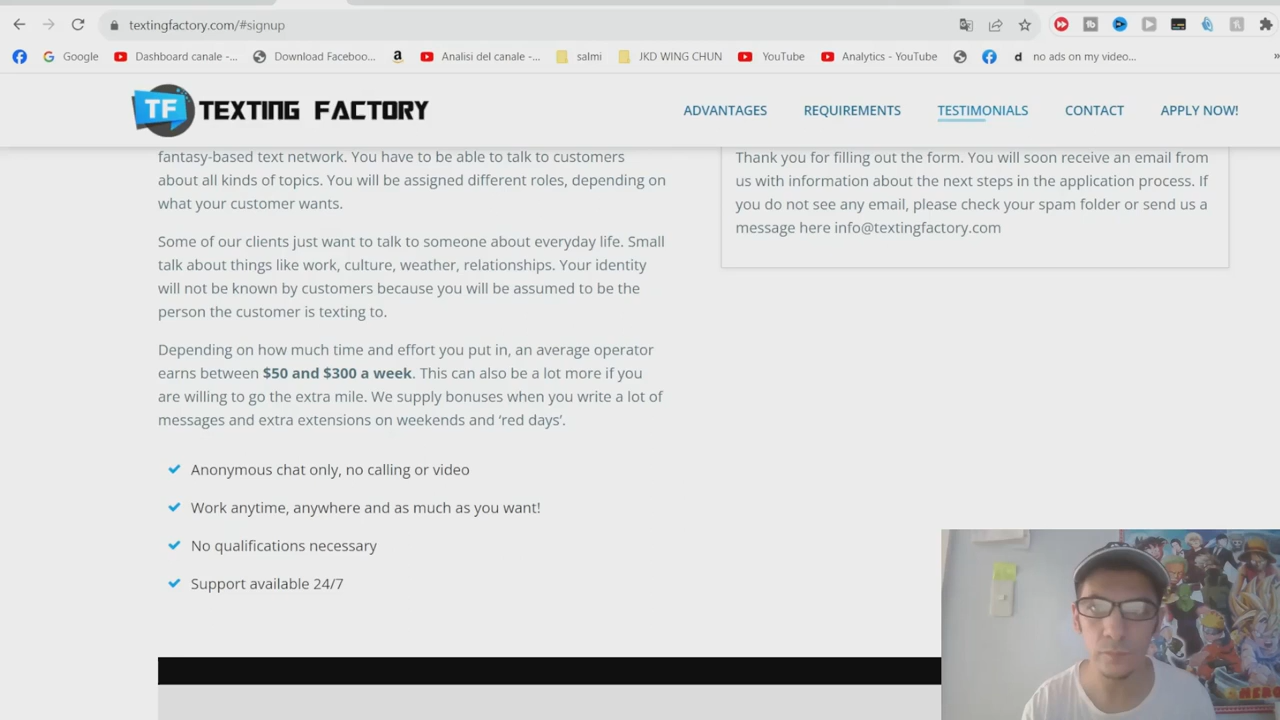 textingfactory.com/#signup
Google
Dashboard canale -...
Download Faceboo...
Analisi del canale -...
salmi
JKD WING CHUN
YouTube
Analytics - YouTube
no ads on my video...
»
TF TEXTING FACTORY
ADVANTAGES
REQUIREMENTS
TESTIMONIALS
CONTACT
APPLY NOW!
fantasy-based text network. You have to be able to talk to customers
about all kinds of topics. You will be assigned different roles, depending on
what your customer wants.
Some of our clients just want to talk to someone about everyday life. Small
talk about things like work, culture, weather, relationships. Your identity
will not be known by customers because you will be assumed to be the
person the customer is texting to.
Depending on how much time and effort you put in, an average operator
earns between $50 and $300 a week. This can also be a lot more if you
are willing to go the extra mile. We supply bonuses when you write a lot of
messages and extra extensions on weekends and ‘red days’.
Anonymous chat only, no calling or video
Work anytime, anywhere and as much as you want!
No qualifications necessary
Support available 24/7
Thank you for filling out the form. You will soon receive an email from
us with information about the next steps in the application process. If
you do not see any email, please check your spam folder or send us a
message here info@textingfactory.com